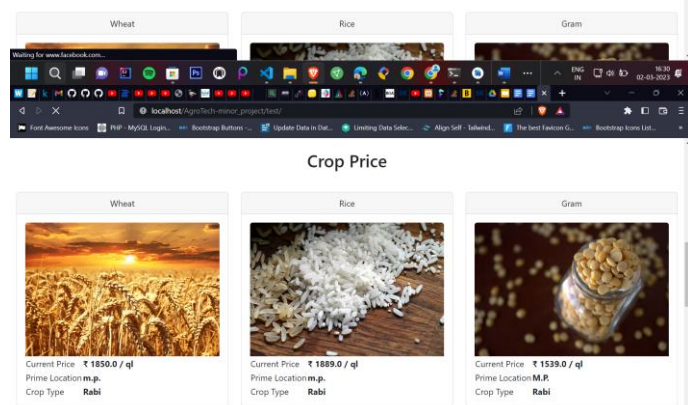 Wheat
Rice
Gram
Waiting for www.facebook.com...
ENG
IN
16:30
02-03-2023
localhost/AgroTech-minor_project/test/
Font Awesome Icons
PHP - MySQL Login...
Bootstrap Buttons -...
Update Data in Dat...
Limiting Data Selec...
Align Self - Tailwind...
The best Favicon G...
Bootstrap Icons List...
Crop Price
Wheat
Rice
Gram
Current Price ₹ 1850.0 / ql
Prime Location m.p.
Crop Type Rabi
Current Price ₹ 1889.0 / ql
Prime Location m.p.
Crop Type Rabi
Current Price ₹ 1539.0 / ql
Prime Location M.P.
Crop Type Rabi